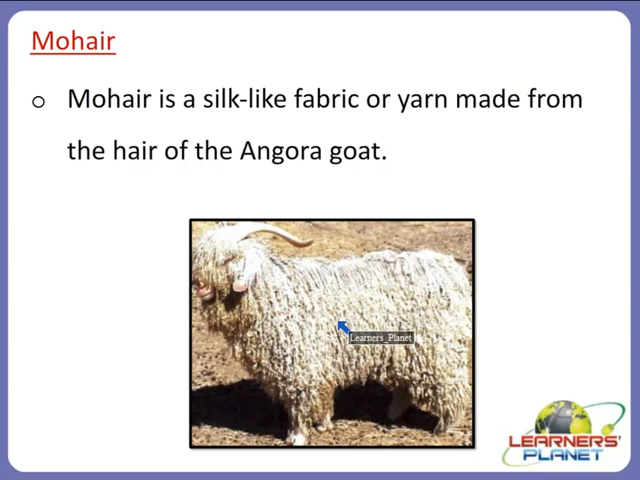 Mohair
o Mohair is a silk-like fabric or yarn made from
the hair of the Angora goat.
Learners_Planet
LEARNERS'
PLANET